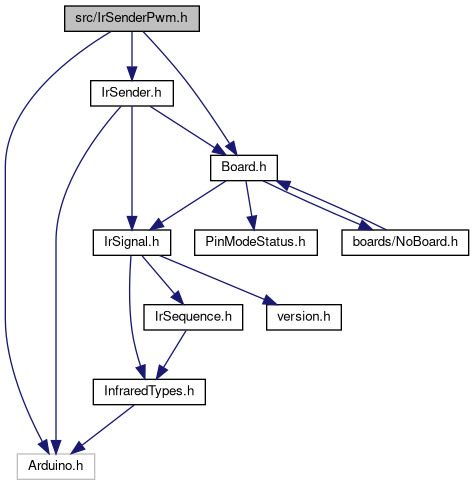 src/IrSenderPwm.h
IrSender.h
Board.h
IrSignal.h
PinModeStatus.h
boards/NoBoard.h
IrSequence.h
version.h
InfraredTypes.h
Arduino.h